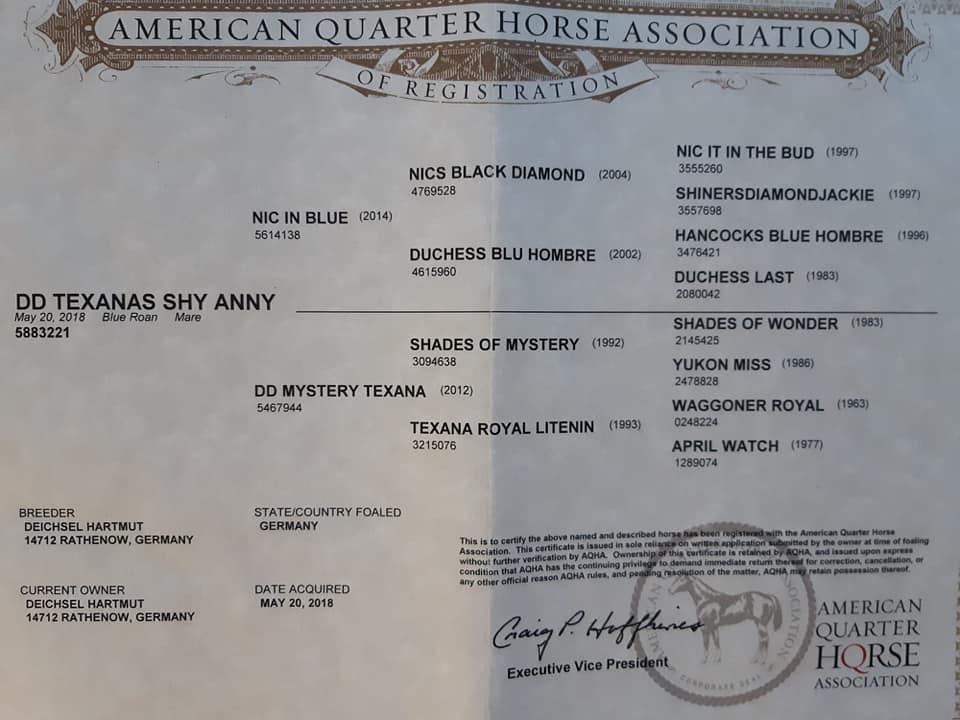 AMERICAN QUARTER HORSE ASSOCIATION
OF REGISTRATION
NIC IT IN THE BUD (1997)
3555260
NICS BLACK DIAMOND (2004)
4769528
SHINERSDIAMONDJACKIE (1997)
3557698
NIC IN BLUE (2014)
5614138
HANCOCKS BLUE HOMBRE (1996)
3476421
DUCHESS BLU HOMBRE (2002)
4615960
DUCHESS LAST (1983)
2080042
DD TEXANAS SHY ANNY
May 20, 2018 Blue Roan Mare
5883221
SHADES OF WONDER (1983)
2145425
SHADES OF MYSTERY (1992)
3094638
YUKON MISS (1986)
2478828
DD MYSTERY TEXANA (2012)
5467944
WAGGONER ROYAL (1963)
0248224
TEXANA ROYAL LITENIN (1993)
3215076
APRIL WATCH (1977)
1289074
BREEDER
DEICHSEL HARTMUT
14712 RATHENOW, GERMANY
STATE/COUNTRY FOALED
GERMANY
CURRENT OWNER
DEICHSEL HARTMUT
14712 RATHENOW, GERMANY
DATE ACQUIRED
MAY 20, 2018
This is to certify the above named and described horse has been registered with the American Quarter Horse
Association. This certificate is issued in sole reliance on written application submitted by the owner at time of foaling
without further verification by AQHA. Ownership of this certificate is retained by AQHA, and issued upon express
condition that AQHA has the continuing privilege to demand immediate return thereof for correction, cancellation, or
any other official reason AQHA rules, and pending resolution of the matter, AQHA may retain possession thereof.
Craig P. Huffhines
Executive Vice President
AMERICAN ASSOCIATION
CORPORATE SEAL
AMERICAN
QUARTER
HORSE
ASSOCIATION